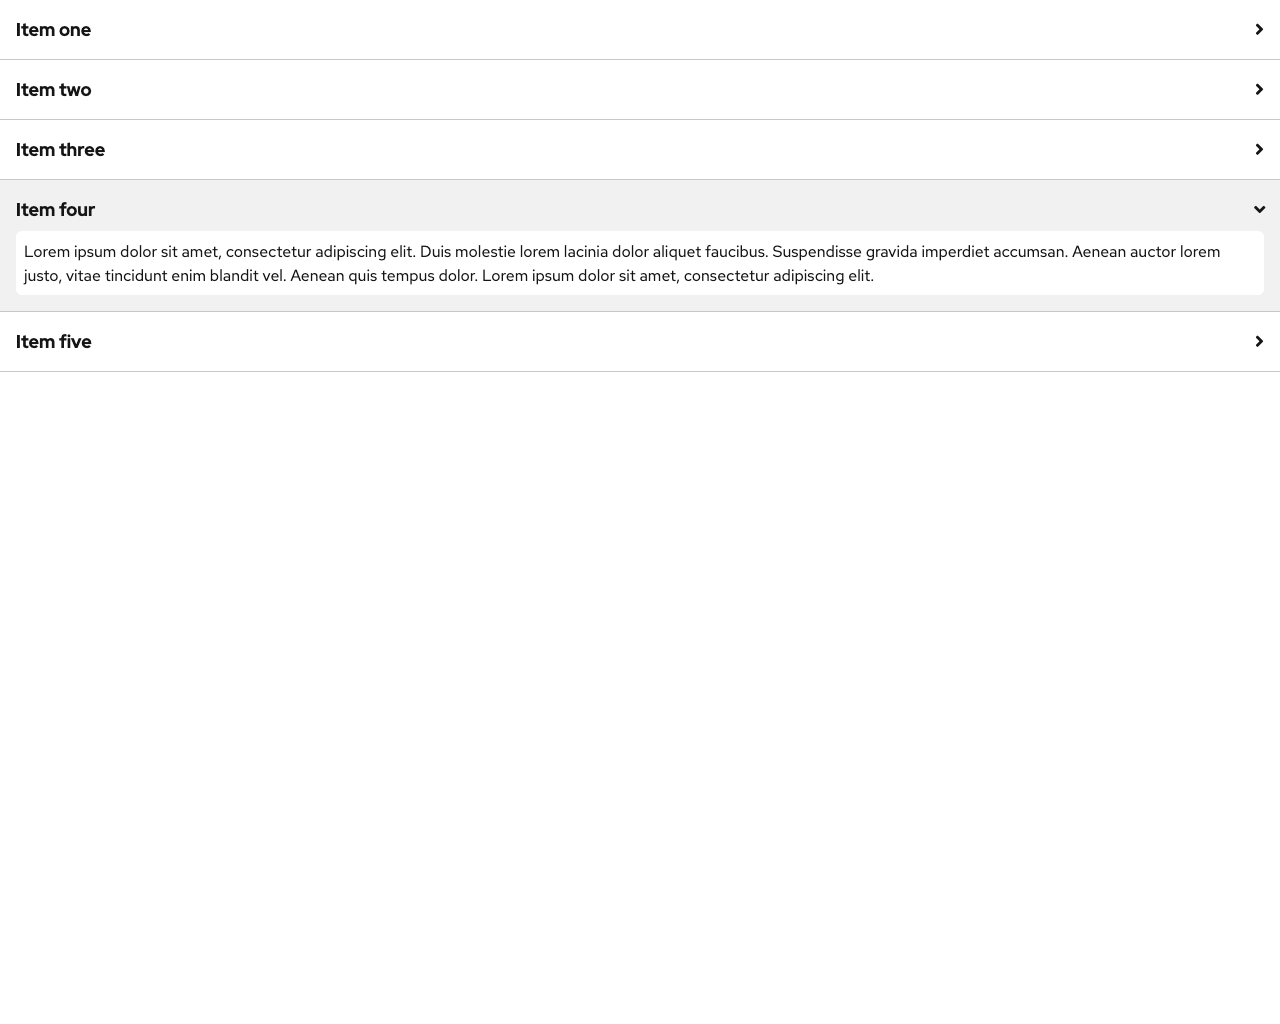 Item one
Item two
Item three
Item four
Lorem ipsum dolor sit amet, consectetur adipiscing elit. Duis molestie lorem lacinia dolor aliquet faucibus. Suspendisse gravida imperdiet accumsan. Aenean auctor lorem
justo, vitae tincidunt enim blandit vel. Aenean quis tempus dolor. Lorem ipsum dolor sit amet, consectetur adipiscing elit.
Item five